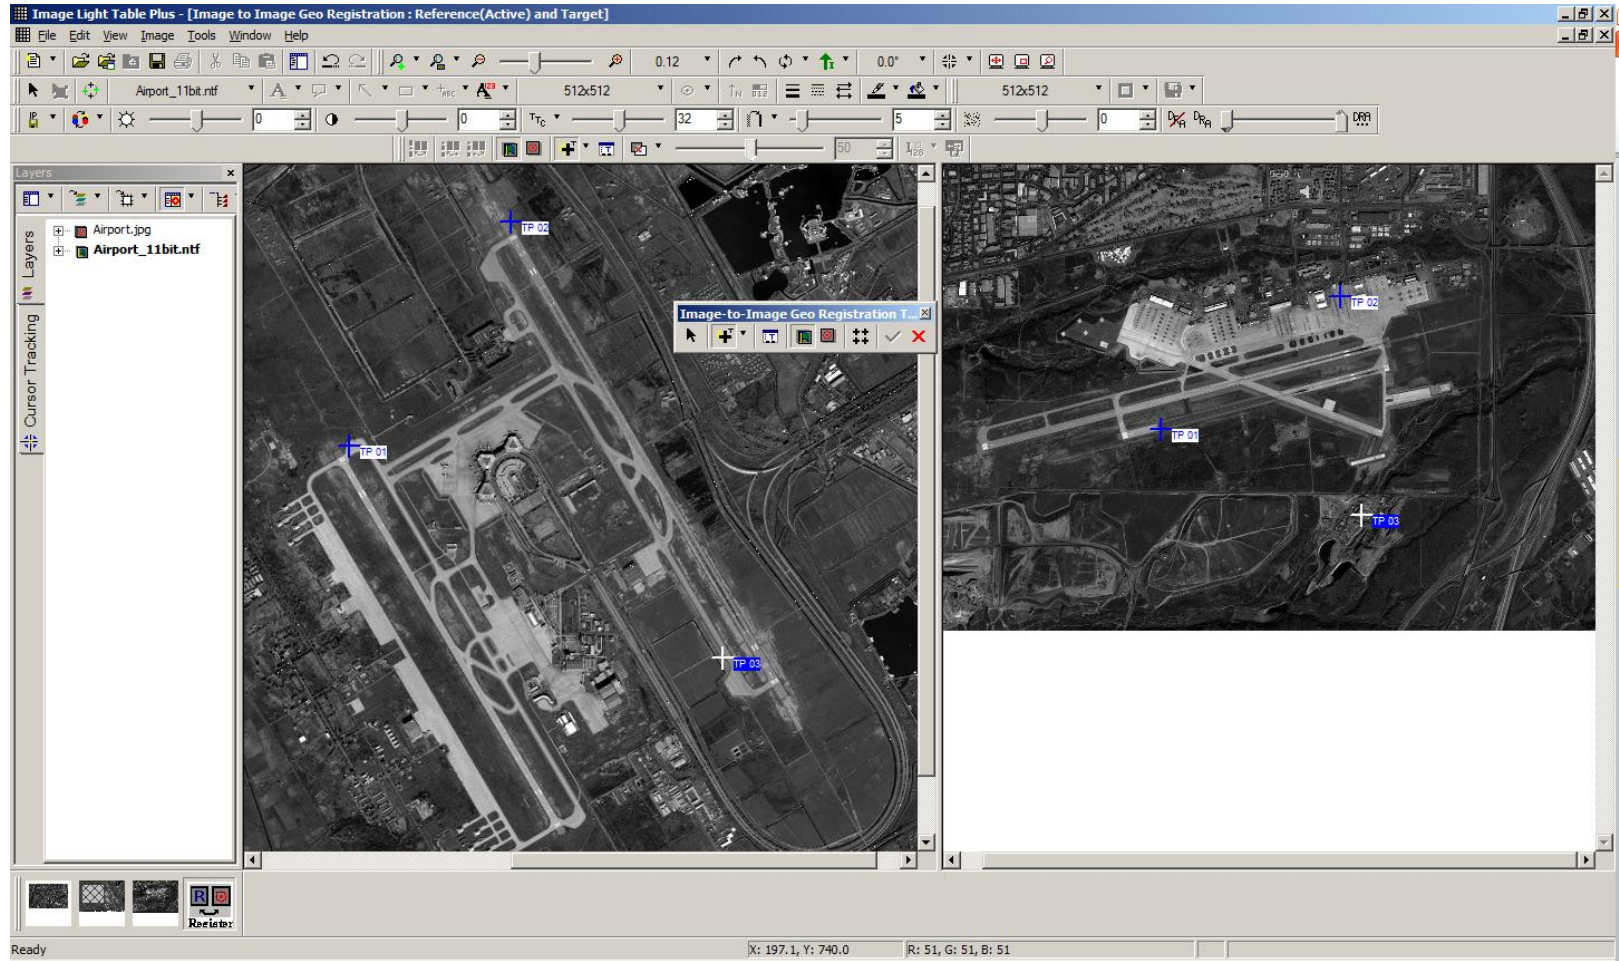 Image Light Table Plus - [Image to Image Geo Registration : Reference(Active) and Target]
File Edit View Image Tools Window Help
0.12 0.0°
Airport_11bit.ntf 512x512 512x512
0 0 32 5 0 DRA DRA DRA
50
Layers
Airport.jpg
Airport_11bit.ntf
Layers
Cursor Tracking
TP 02
TP 01
TP 03
Image-to-Image Geo Registration T...
TP 02
TP 01
TP 03
R
Register
Ready X: 197.1, Y: 740.0 R: 51, G: 51, B: 51